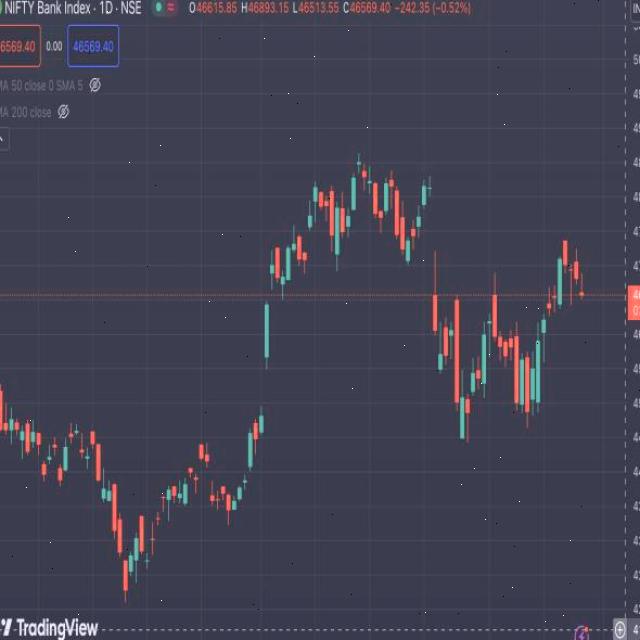 NIFTY Bank Index · 1D · NSE O46615.85 H46893.15 L46513.55 C46569.40 −242.35 (−0.52%)
6569.40 0.00 46569.40
MA 50 close 0 SMA 5
MA 200 close
TradingView